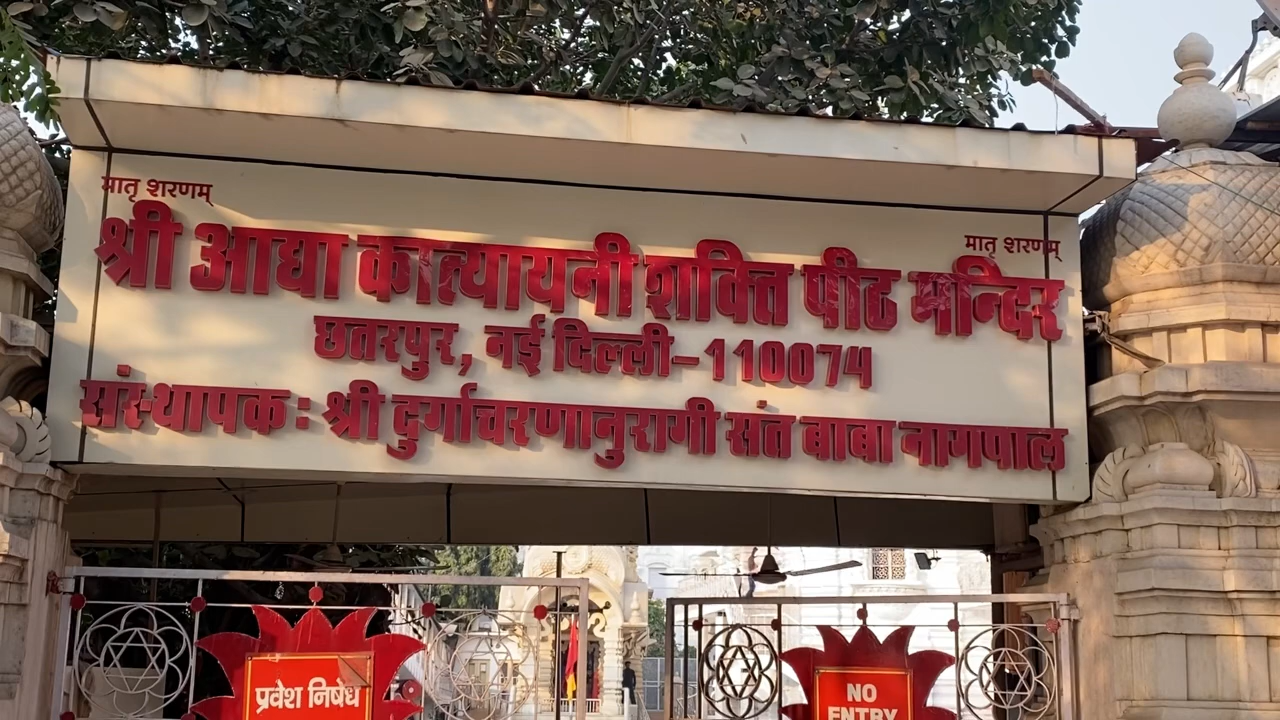 मातृ शरणम्
मातृ शरणम्
श्री आद्या कात्यायनी शक्ति पीठ मन्दिर
छतरपुर, नई दिल्ली-110074
संस्थापक: श्री दुर्गाचरणानुरागी संत बाबा नागपाल
प्रवेश निषेध
NO
ENTRY